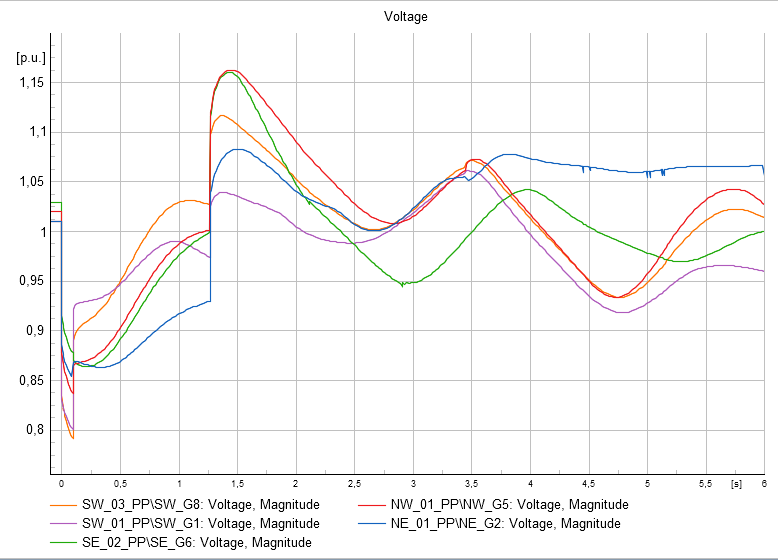 Voltage
[p.u.]
1,15
1,1
1,05
1
0,95
0,9
0,85
0,8
0 0,5 1 1,5 2 2,5 3 3,5 4 4,5 5 5,5 [s] 6
SW_03_PP\SW_G8: Voltage, Magnitude NW_01_PP\NW_G5: Voltage, Magnitude
SW_01_PP\SW_G1: Voltage, Magnitude NE_01_PP\NE_G2: Voltage, Magnitude
SE_02_PP\SE_G6: Voltage, Magnitude